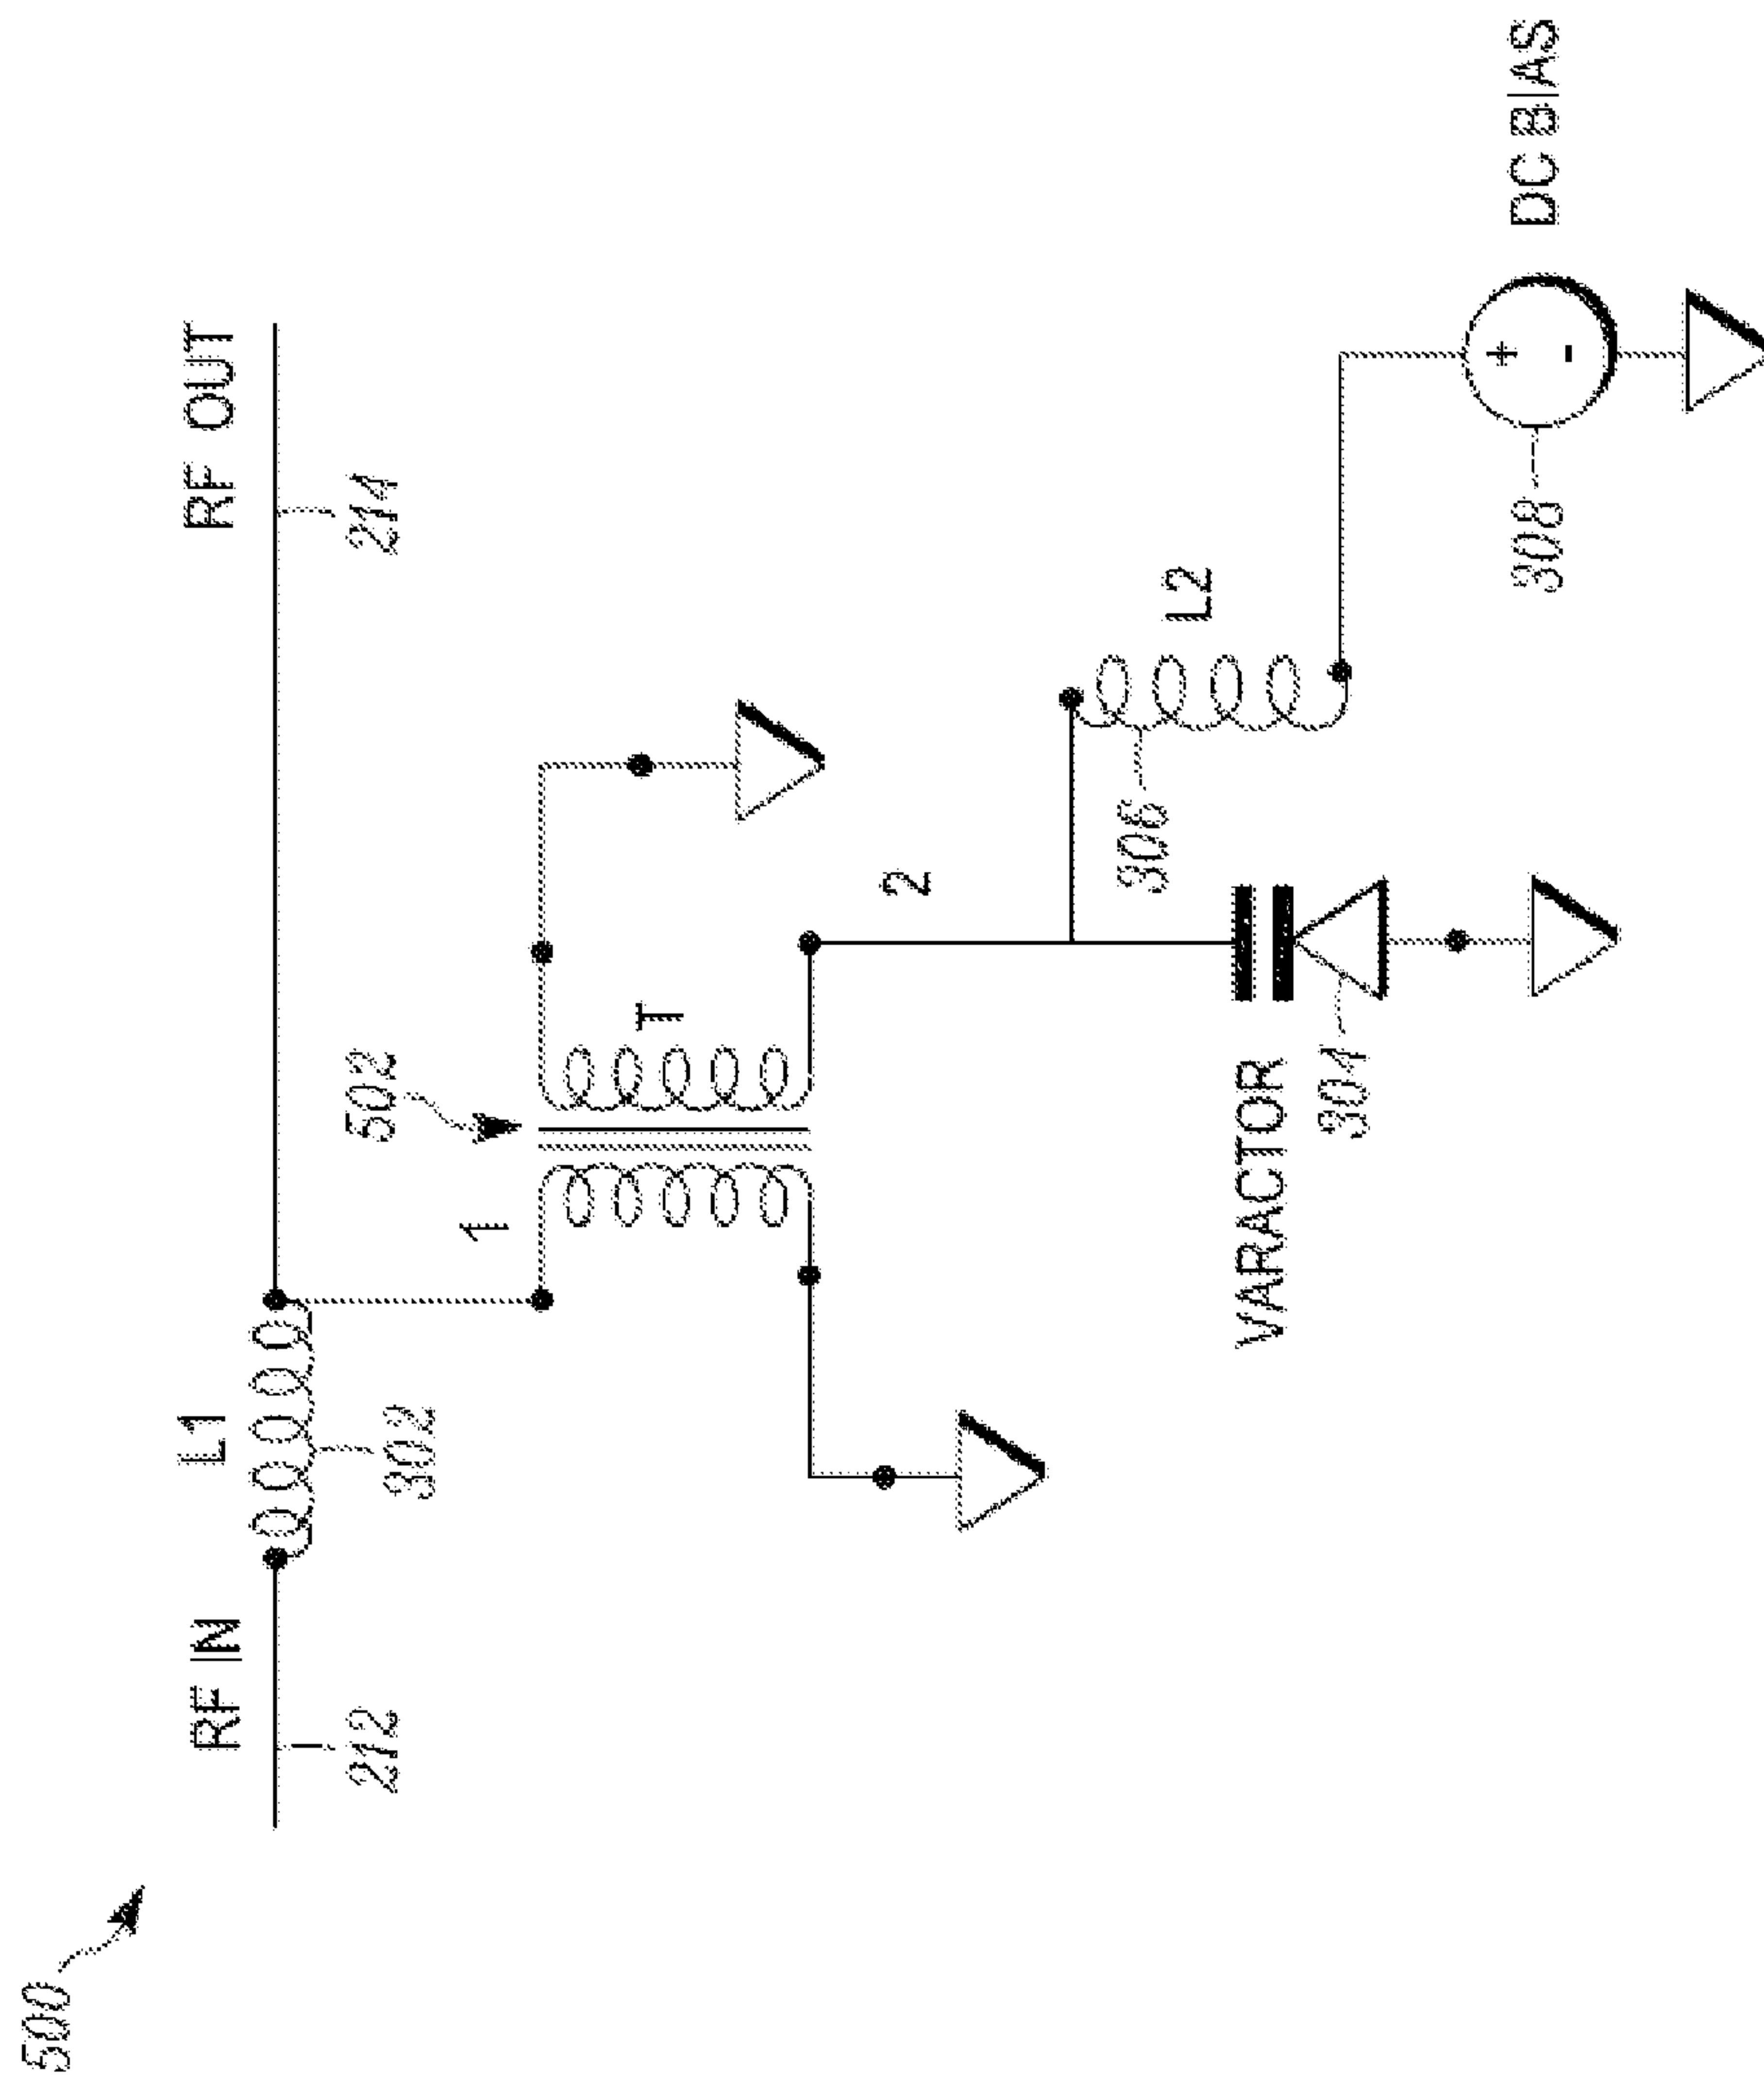 500
RF IN
212
L1
302
RF OUT
214
1
502
T
2
L2
306
VARACTOR
304
+
-
308
DC BIAS